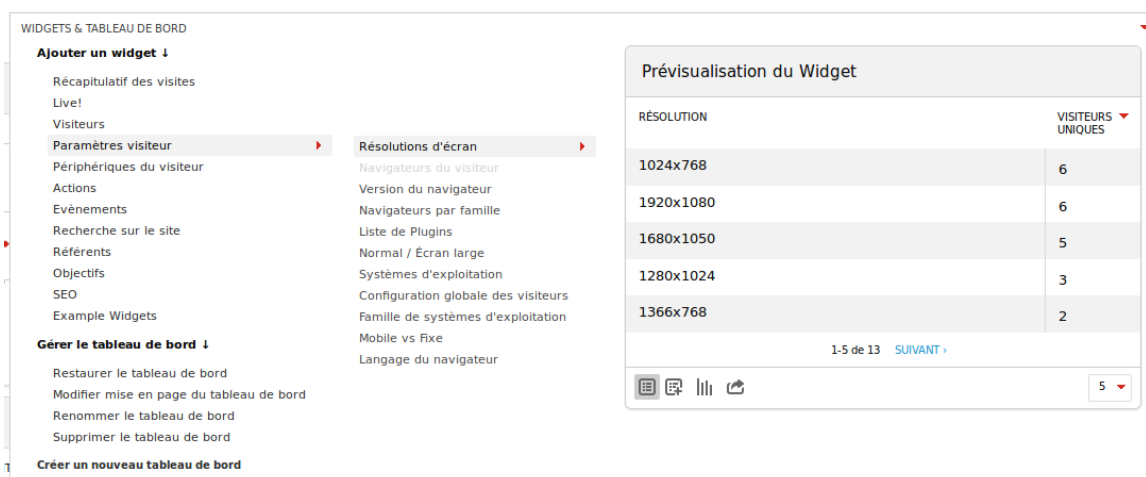 WIDGETS & TABLEAU DE BORD
Ajouter un widget ↓
Récapitulatif des visites
Live!
Visiteurs
Paramètres visiteur
Périphériques du visiteur
Actions
Evènements
Recherche sur le site
Référents
Objectifs
SEO
Example Widgets
Gérer le tableau de bord ↓
Restaurer le tableau de bord
Modifier mise en page du tableau de bord
Renommer le tableau de bord
Supprimer le tableau de bord
Créer un nouveau tableau de bord
Résolutions d'écran
Navigateurs du visiteur
Version du navigateur
Navigateurs par famille
Liste de Plugins
Normal / Écran large
Systèmes d'exploitation
Configuration globale des visiteurs
Famille de systèmes d'exploitation
Mobile vs Fixe
Langage du navigateur
Prévisualisation du Widget
RÉSOLUTION VISITEURS
UNIQUES
1024x768 6
1920x1080 6
1680x1050 5
1280x1024 3
1366x768 2
1-5 de 13 SUIVANT ›
5